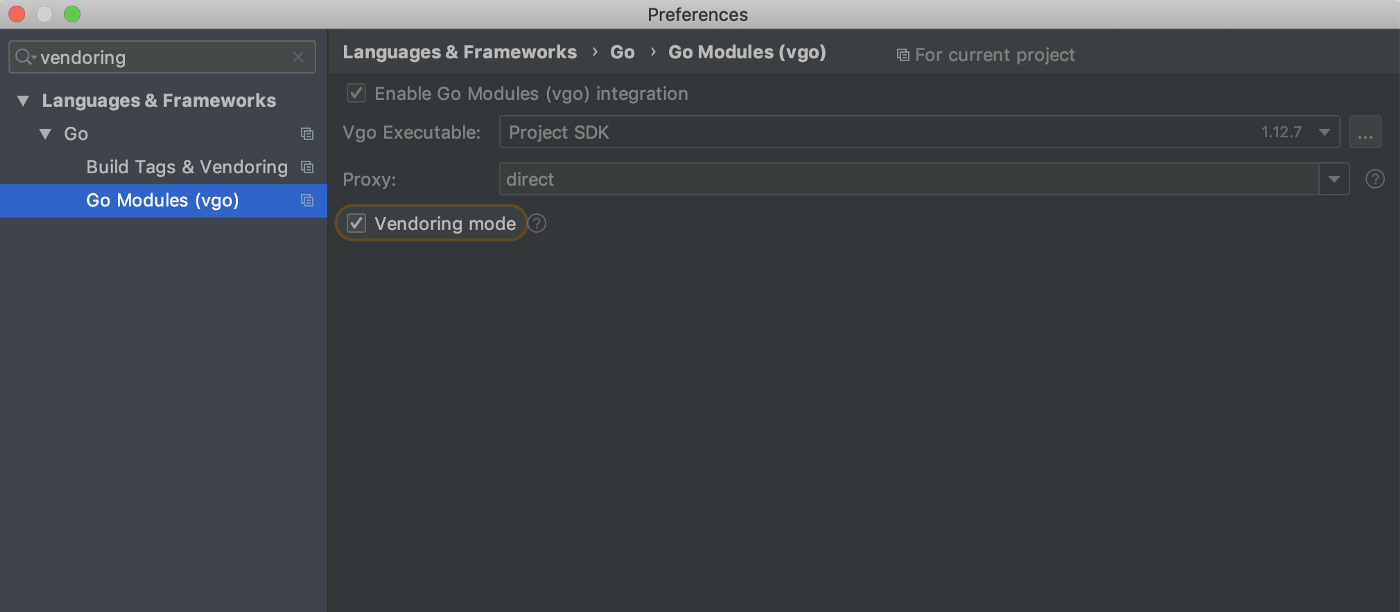 Preferences
vendoring
Languages & Frameworks
Go
Build Tags & Vendoring
Go Modules (vgo)
Languages & Frameworks › Go › Go Modules (vgo) For current project
Enable Go Modules (vgo) integration
Vgo Executable: Project SDK 1.12.7 ...
Proxy: direct ?
Vendoring mode ?